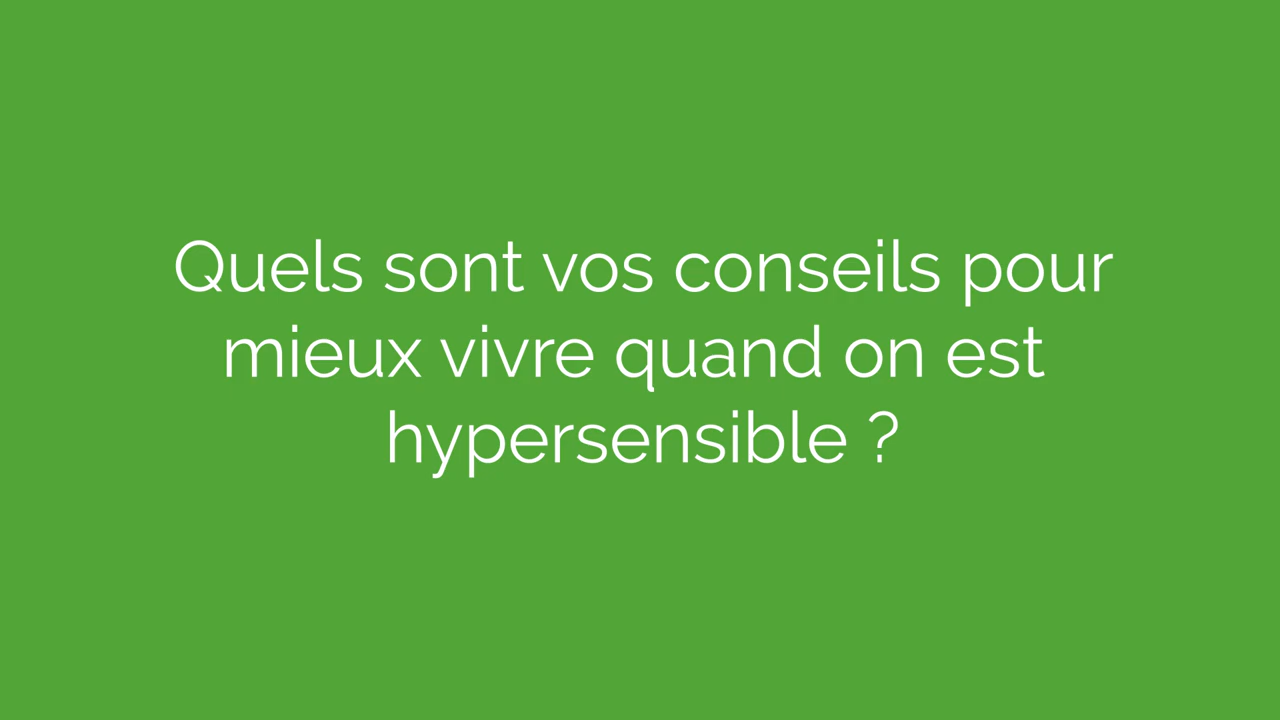 Quels sont vos conseils pour
mieux vivre quand on est
hypersensible ?